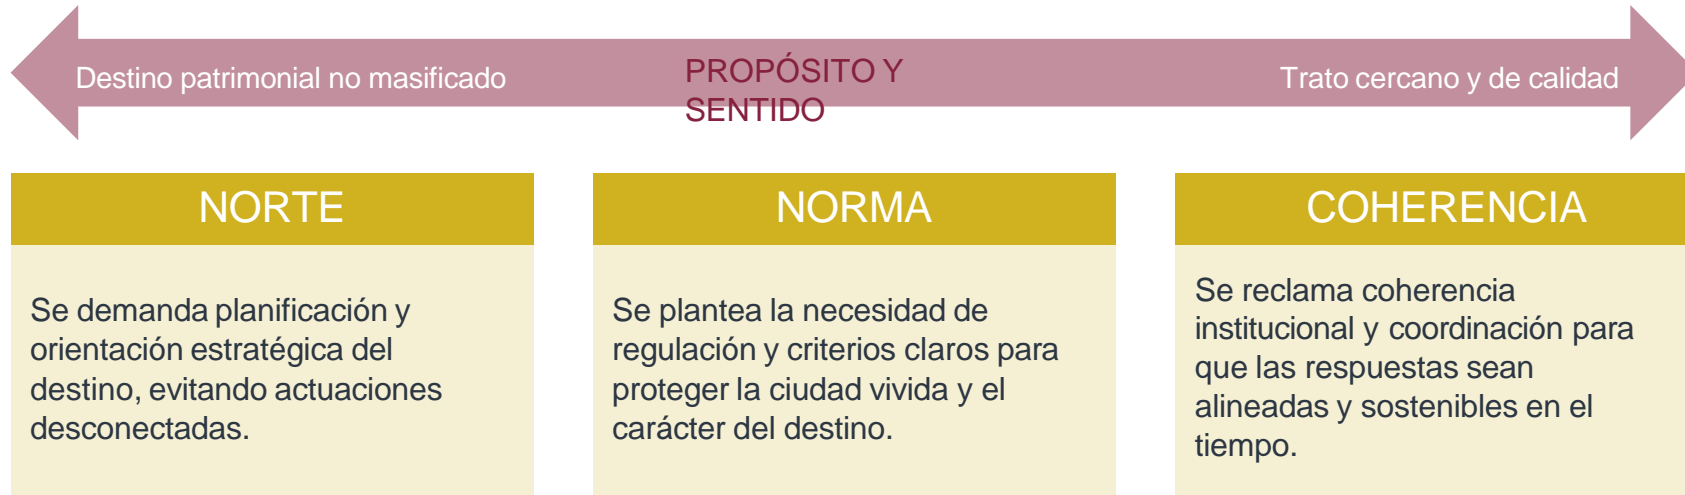 Destino patrimonial no masificado
PROPÓSITO Y
SENTIDO
Trato cercano y de calidad
NORTE
Se demanda planificación y
orientación estratégica del
destino, evitando actuaciones
desconectadas.
NORMA
Se plantea la necesidad de
regulación y criterios claros para
proteger la ciudad vivida y el
carácter del destino.
COHERENCIA
Se reclama coherencia
institucional y coordinación para
que las respuestas sean
alineadas y sostenibles en el
tiempo.